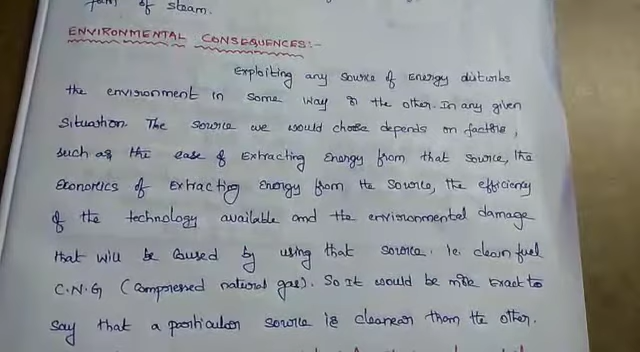 form of steam.
ENVIRONMENTAL CONSEQUENCES:-
Exploiting any source of Energy disturbs
the environment in some way or the other. In any given
situation. The source we would choose depends on factors,
such as the ease of Extracting Energy from that source, the
Economics of Extracting Energy from the source, the efficiency
of the technology available and the environmental damage
that will be caused by using that source. ie. clean fuel
C.N.G (compressed natural gas). So it would be more Exact to
say that a particular source is cleaner than the other.